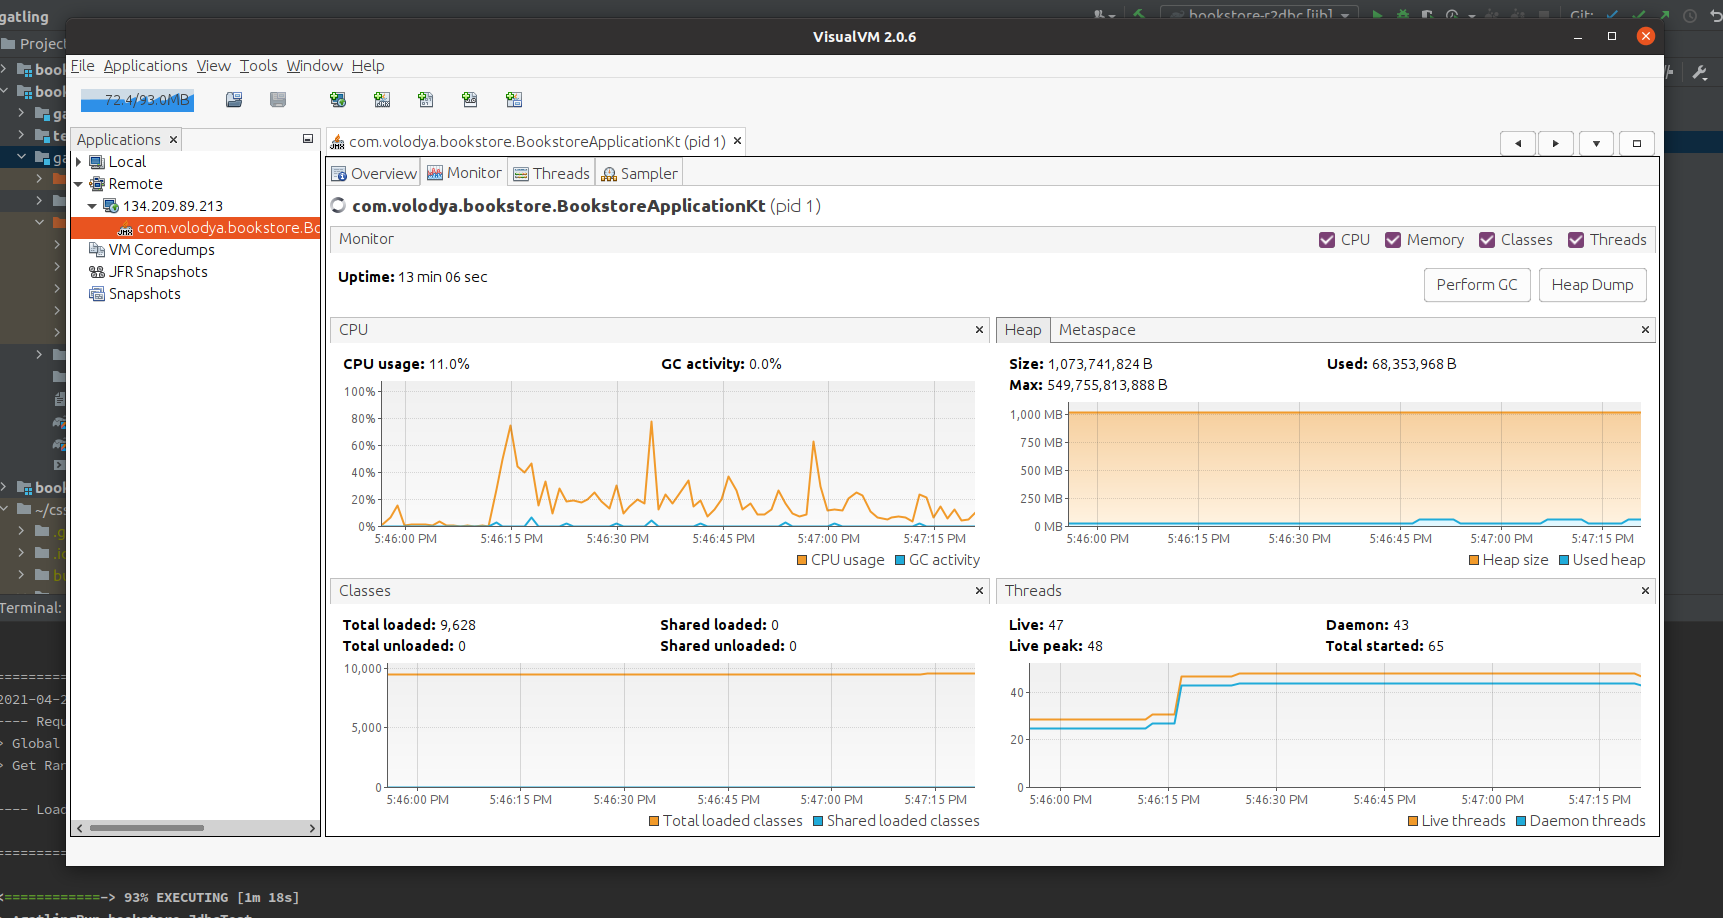 gatling
bookstore-r2dbc [jib]
Git:
VisualVM 2.0.6
Project
File Applications View Tools Window Help
72.4/93.0MB
Applications
com.volodya.bookstore.BookstoreApplicationKt (pid 1)
Local
Remote
134.209.89.213
com.volodya.bookstore.Bo
VM Coredumps
JFR Snapshots
Snapshots
Overview Monitor Threads Sampler
com.volodya.bookstore.BookstoreApplicationKt (pid 1)
Monitor
CPU Memory Classes Threads
Uptime: 13 min 06 sec
Perform GC Heap Dump
CPU
CPU usage: 11.0% GC activity: 0.0%
100%
80%
60%
40%
20%
0%
5:46:00 PM 5:46:15 PM 5:46:30 PM 5:46:45 PM 5:47:00 PM 5:47:15 PM
CPU usage GC activity
Heap Metaspace
Size: 1,073,741,824 B Used: 68,353,968 B
Max: 549,755,813,888 B
1,000 MB
750 MB
500 MB
250 MB
0 MB
5:46:00 PM 5:46:15 PM 5:46:30 PM 5:46:45 PM 5:47:00 PM 5:47:15 PM
Heap size Used heap
Classes
Total loaded: 9,628 Shared loaded: 0
Total unloaded: 0 Shared unloaded: 0
10,000
5,000
0
5:46:00 PM 5:46:15 PM 5:46:30 PM 5:46:45 PM 5:47:00 PM 5:47:15 PM
Total loaded classes Shared loaded classes
Threads
Live: 47 Daemon: 43
Live peak: 48 Total started: 65
40
20
0
5:46:00 PM 5:46:15 PM 5:46:30 PM 5:46:45 PM 5:47:00 PM 5:47:15 PM
Live threads Daemon threads
book
book
ga
te
ga
book
~/css
Terminal:
2021-04-2
---- Requ
> Global
> Get Ran
---- Load
<============-> 93% EXECUTING [1m 18s]